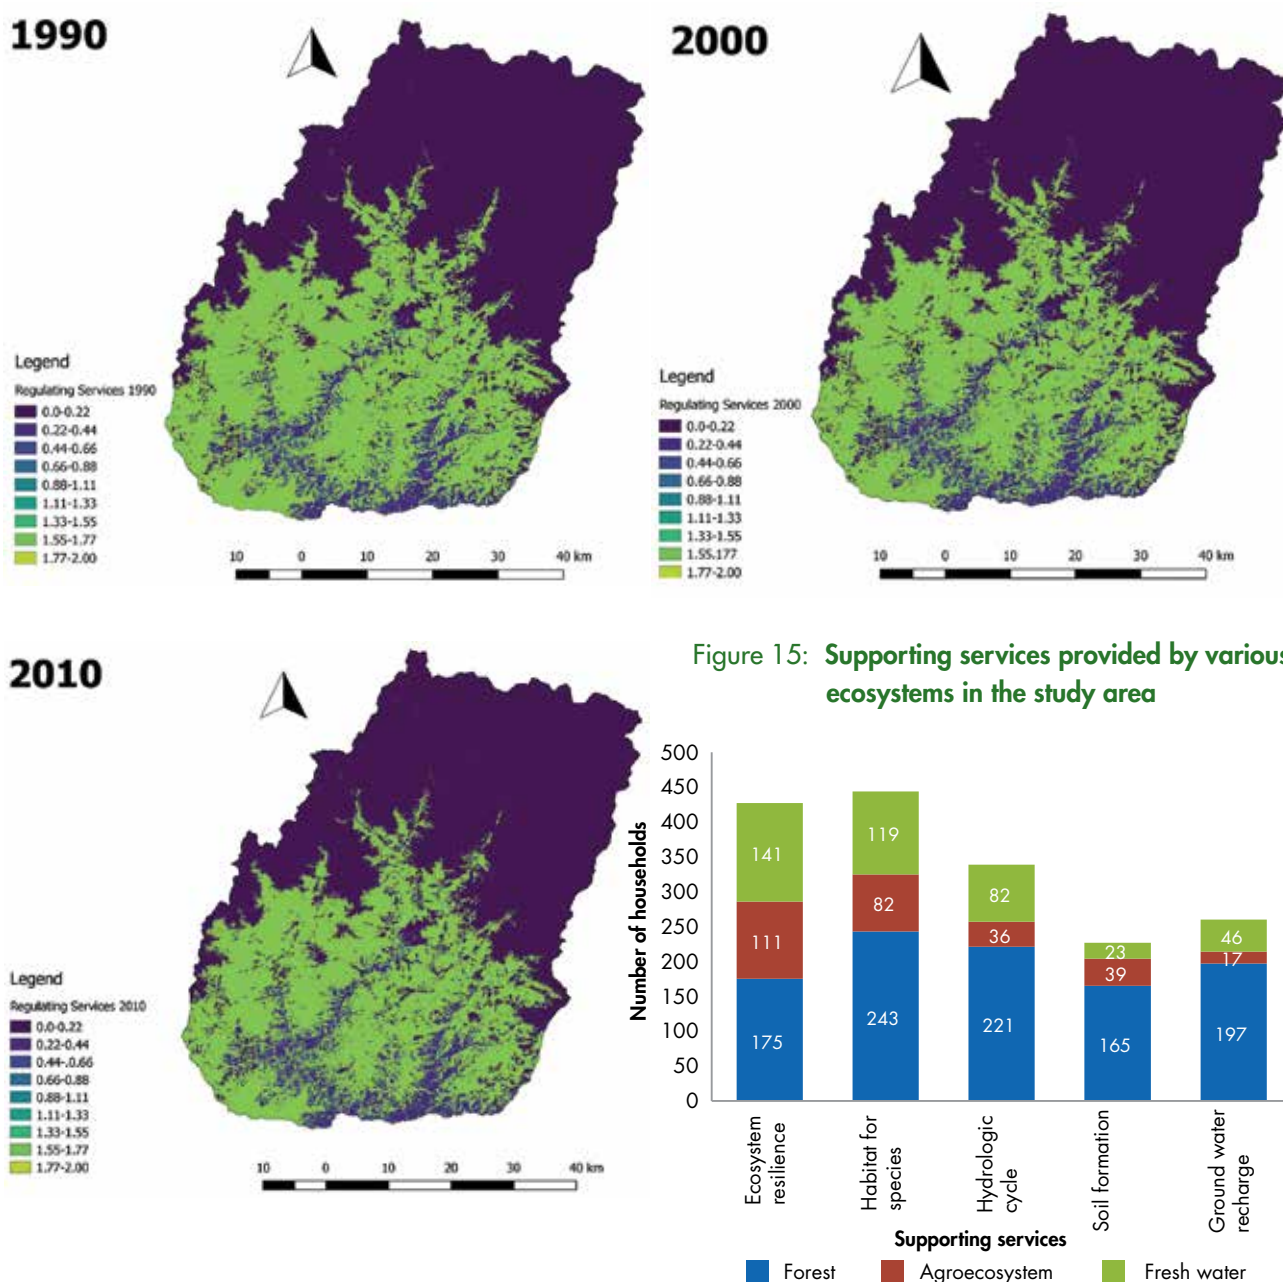 1990
Legend
Regulating Services 1990
0.0-0.22
0.22-0.44
0.44-0.66
0.66-0.88
0.88-1.11
1.11-1.33
1.33-1.55
1.55-1.77
1.77-2.00
10 0 10 20 30 40 km
2000
Legend
Regulating Services 2000
0.0-0.22
0.22-0.44
0.44-0.66
0.66-0.88
0.88-1.11
1.11-1.33
1.33-1.55
1.55.177
1.77-2.00
10 0 10 20 30 40 km
2010
Legend
Regulating Services 2010
0.0-0.22
0.22-0.44
0.44-.0.66
0.66-0.88
0.88-1.11
1.11-1.33
1.33-1.55
1.55-1.77
1.77-2.00
10 0 10 20 30 40 km
Figure 15: Supporting services provided by various
ecosystems in the study area
Number of households
500
450
400
350
300
250
200
150
100
50
0
141
111
175
119
82
243
82
36
221
23
39
165
46
17
197
Ecosystem
resilience
Habitat for
species
Hydrologic
cycle
Soil formation
Ground water
recharge
Supporting services
Forest Agroecosystem Fresh water